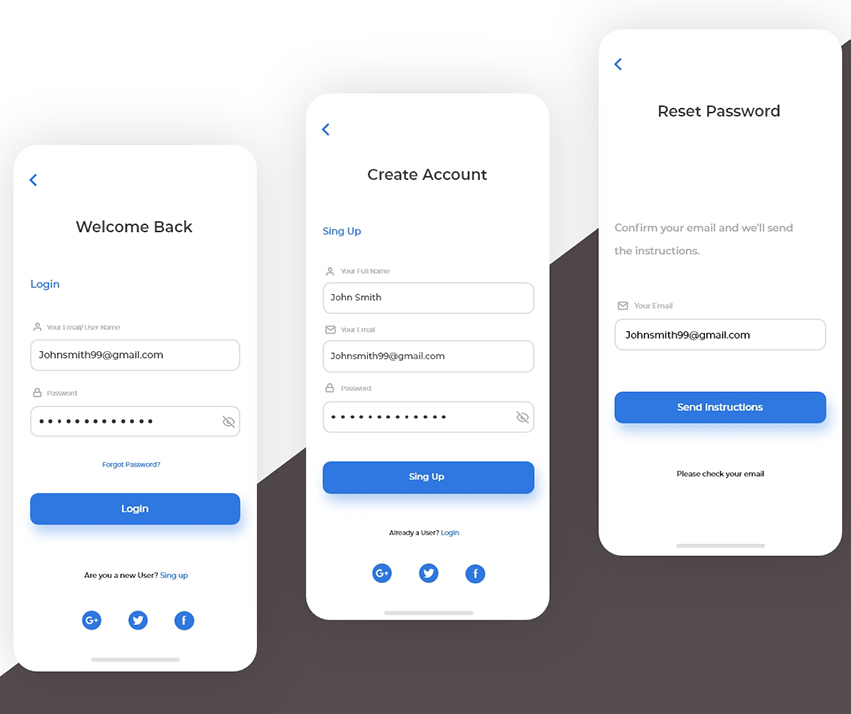 Welcome Back
Login
Your Email/ User Name
Johnsmith99@gmail.com
Password
Forgot Password?
Login
Are you a new User? Sing up
G+
f
Create Account
Sing Up
Your Full Name
John Smith
Your Email
Johnsmith99@gmail.com
Password
Sing Up
Already a User? Login
G+
f
Reset Password
Confirm your email and we'll send
the instructions.
Your Email
Johnsmith99@gmail.com
Send Instructions
Please check your email